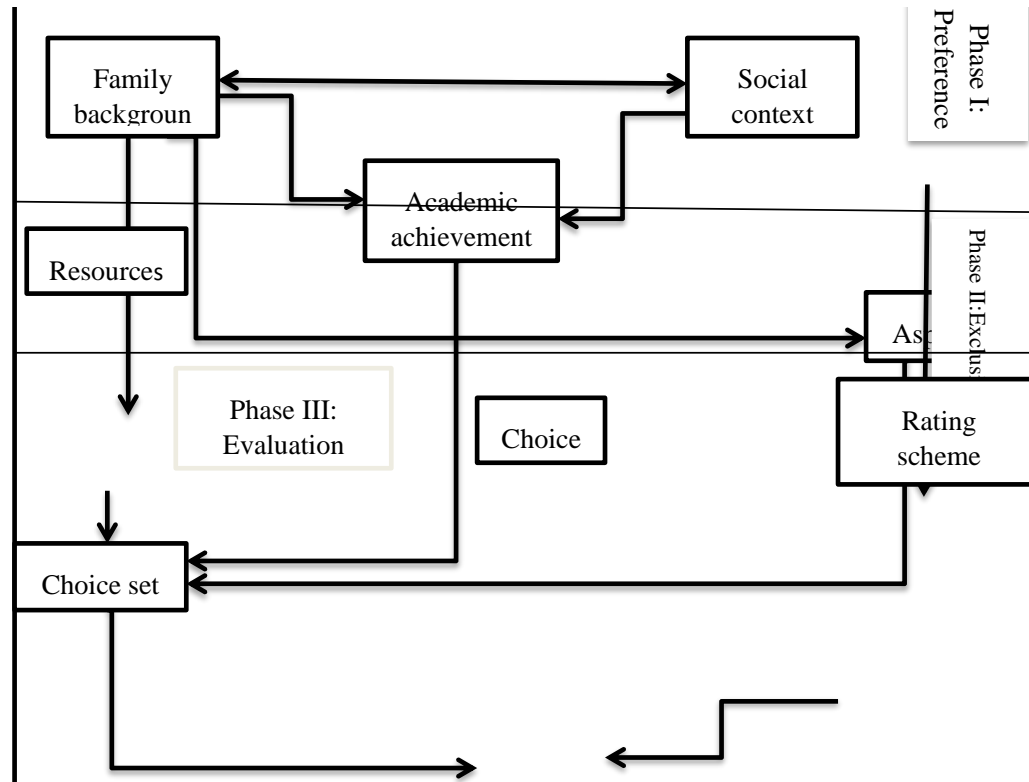 Family
backgroun
Social
context
Phase I:
Preference
Academic
achievement
Resources
Phase II:Exclus
Asp
Phase III:
Evaluation
Choice
Rating
scheme
Choice set